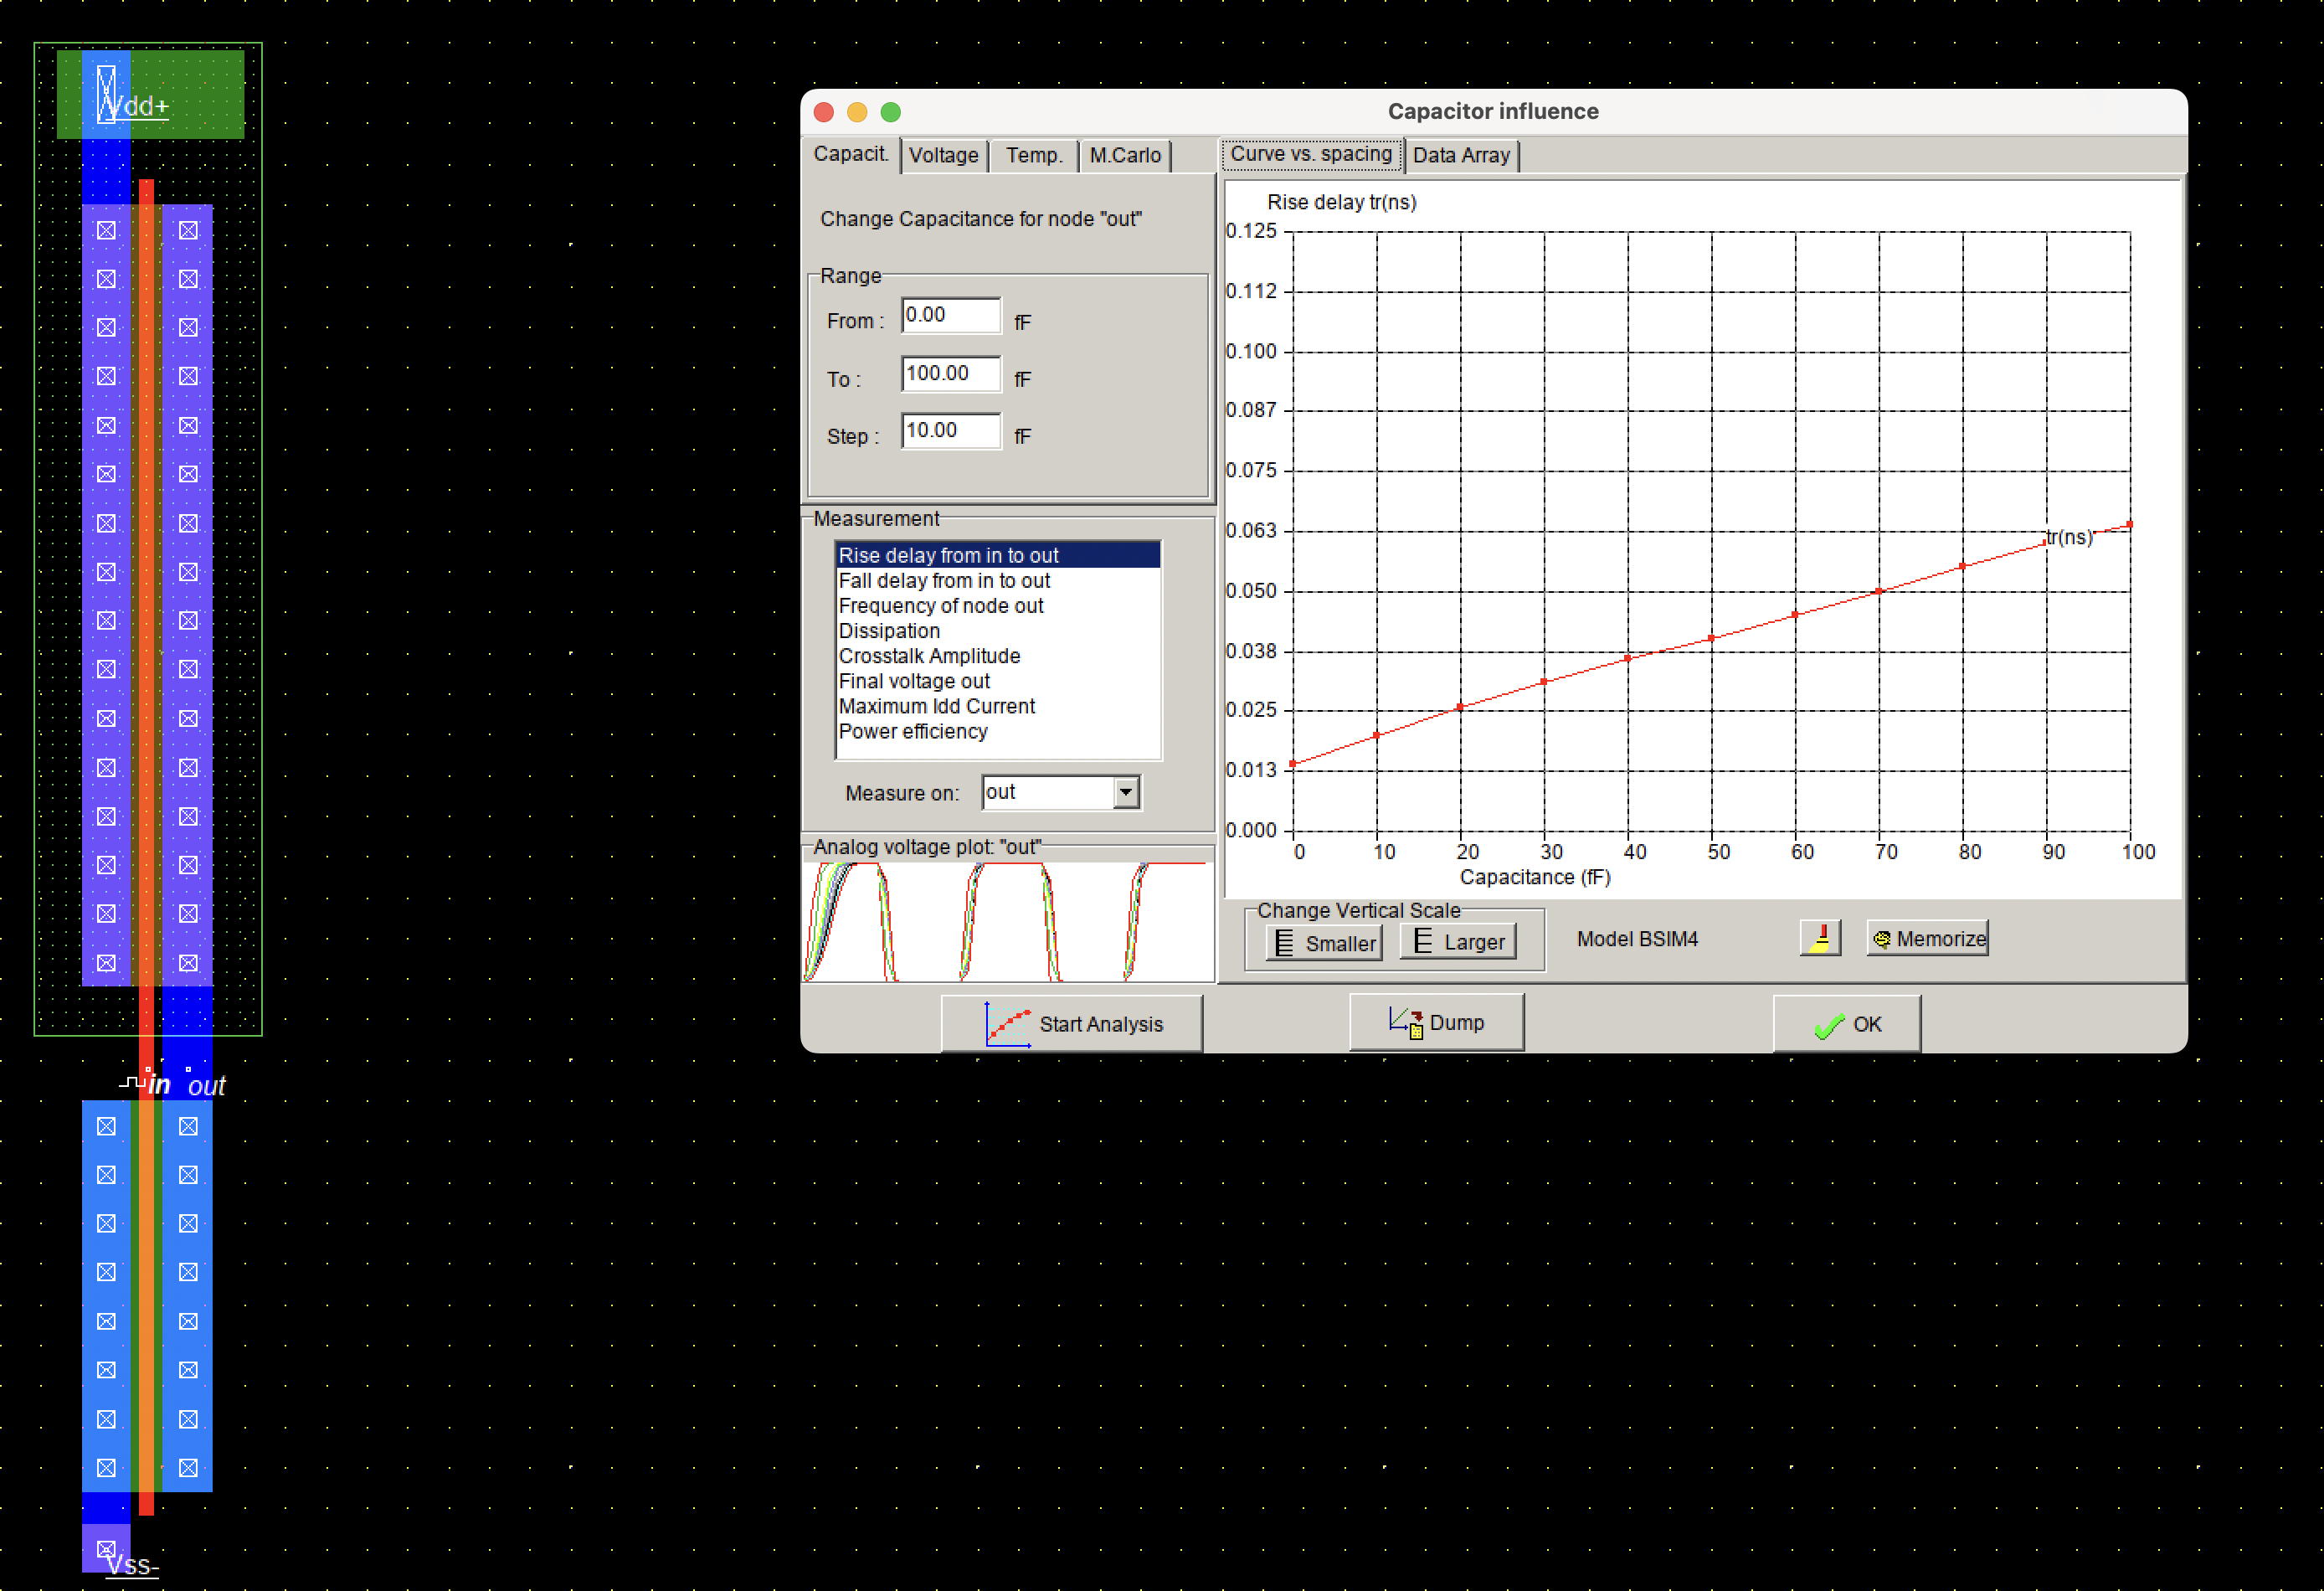 Vdd+
in out
Vss-
Capacitor influence
Capacit. Voltage Temp. M.Carlo
Change Capacitance for node "out"
Range
From : 0.00 fF
To : 100.00 fF
Step : 10.00 fF
Measurement
Rise delay from in to out
Fall delay from in to out
Frequency of node out
Dissipation
Crosstalk Amplitude
Final voltage out
Maximum Idd Current
Power efficiency
Measure on: out
Analog voltage plot: "out"
Curve vs. spacing Data Array
Rise delay tr(ns)
0.125
0.112
0.100
0.087
0.075
0.063
tr(ns)
0.050
0.038
0.025
0.013
0.000
0 10 20 30 40 50 60 70 80 90 100
Capacitance (fF)
Change Vertical Scale
Smaller Larger
Model BSIM4
Memorize
Start Analysis Dump OK